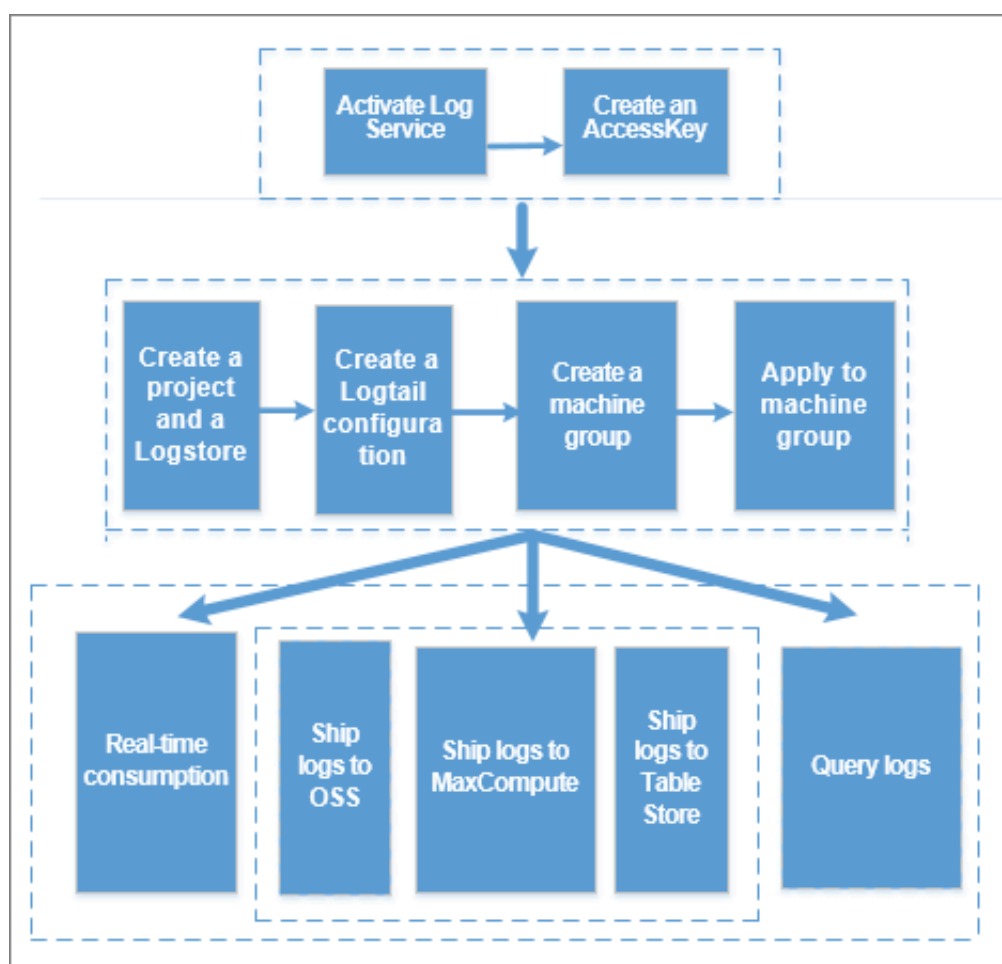 Activate Log
Service
Create an
AccessKey
Create a
project
and a
Logstore
Create a
Logtail
configura
tion
Create a
machine
group
Apply to
machine
group
Real-time
consumption
Ship
logs to
OSS
Ship logs to
MaxCompute
Ship
logs to
Table
Store
Query logs